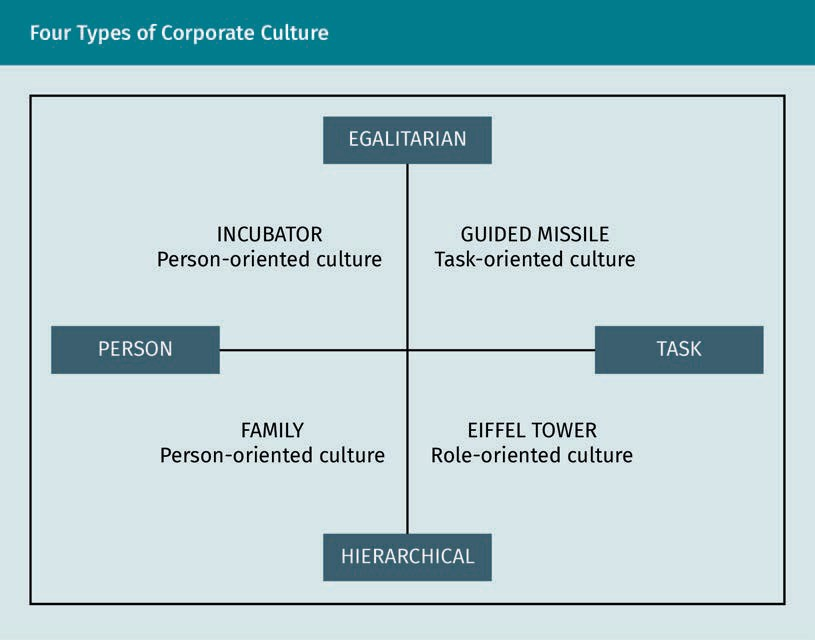 Four Types of Corporate Culture
EGALITARIAN
INCUBATOR
Person-oriented culture
GUIDED MISSILE
Task-oriented culture
PERSON
TASK
FAMILY
Person-oriented culture
EIFFEL TOWER
Role-oriented culture
HIERARCHICAL